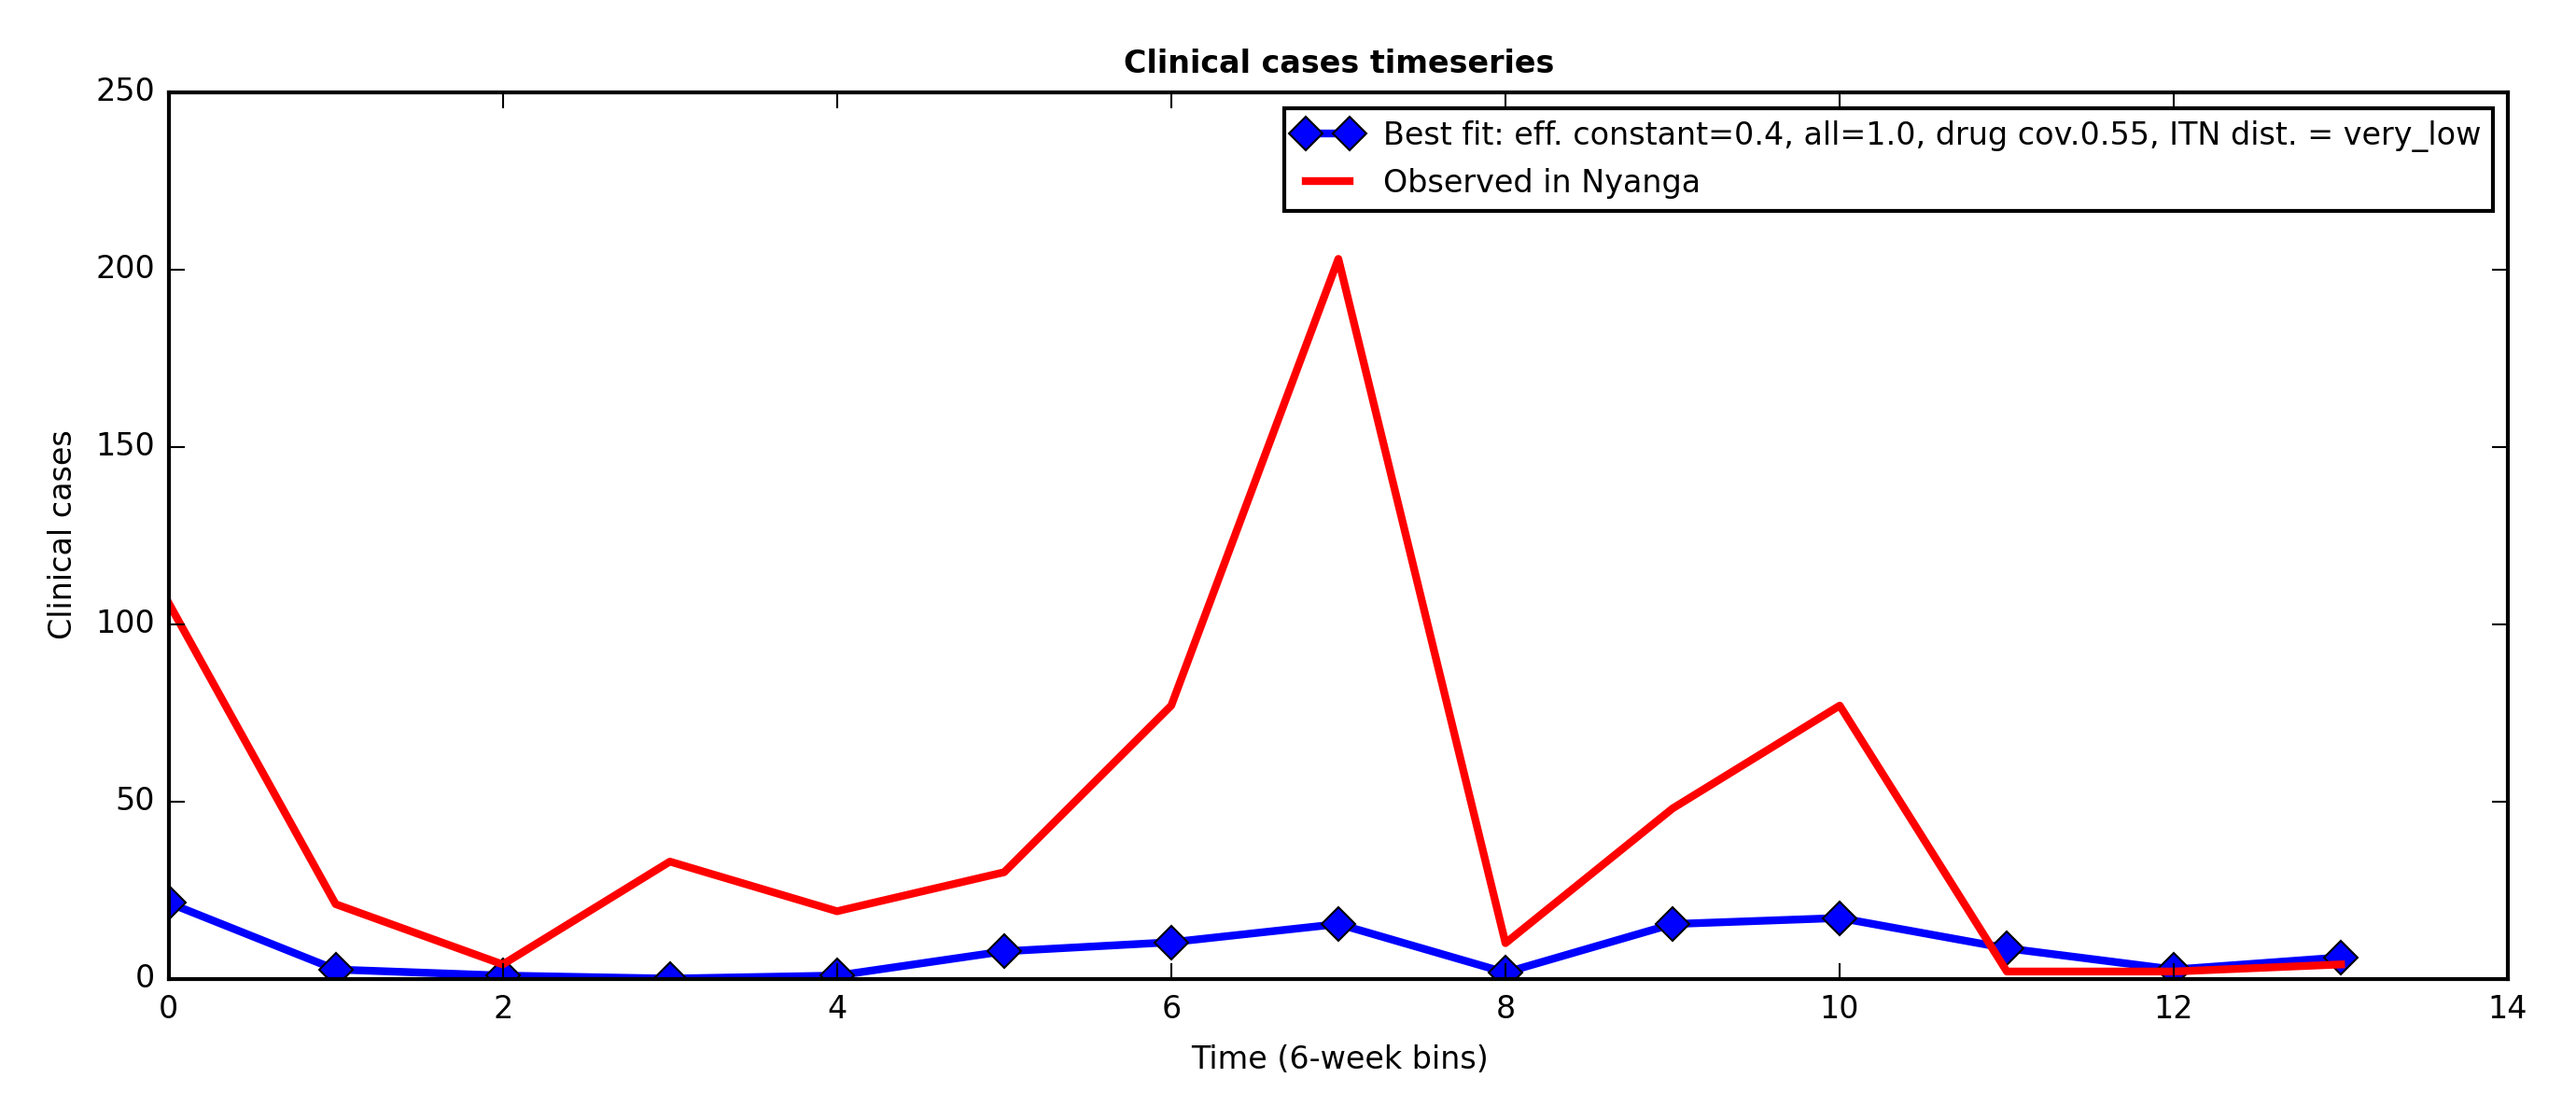 Clinical cases timeseries
250
200
150
100
50
0
Clinical cases
Best fit: eff. constant=0.4, all=1.0, drug cov.0.55, ITN dist. = very_low
Observed in Nyanga
0 2 4 6 8 10 12 14
Time (6-week bins)